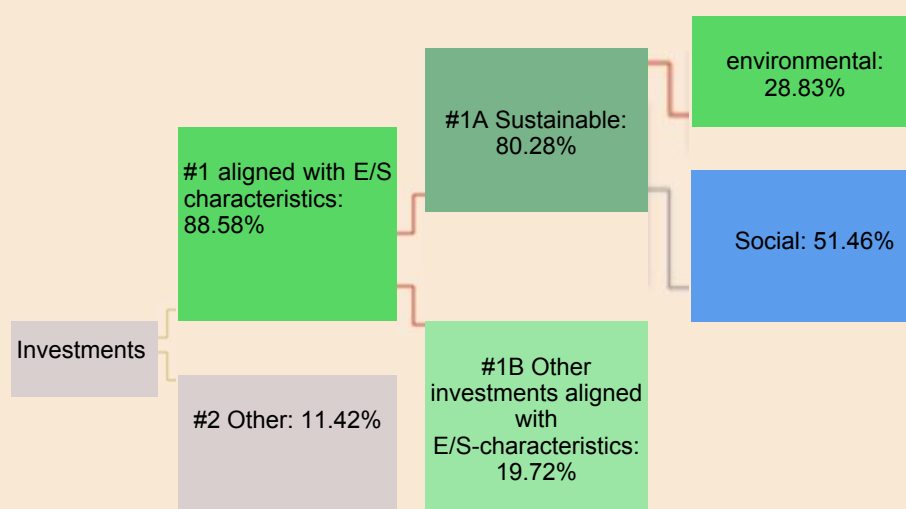 Investments
#1 aligned with E/S
characteristics:
88.58%
#2 Other: 11.42%
#1A Sustainable:
80.28%
#1B Other
investments aligned
with
E/S-characteristics:
19.72%
environmental:
28.83%
Social: 51.46%